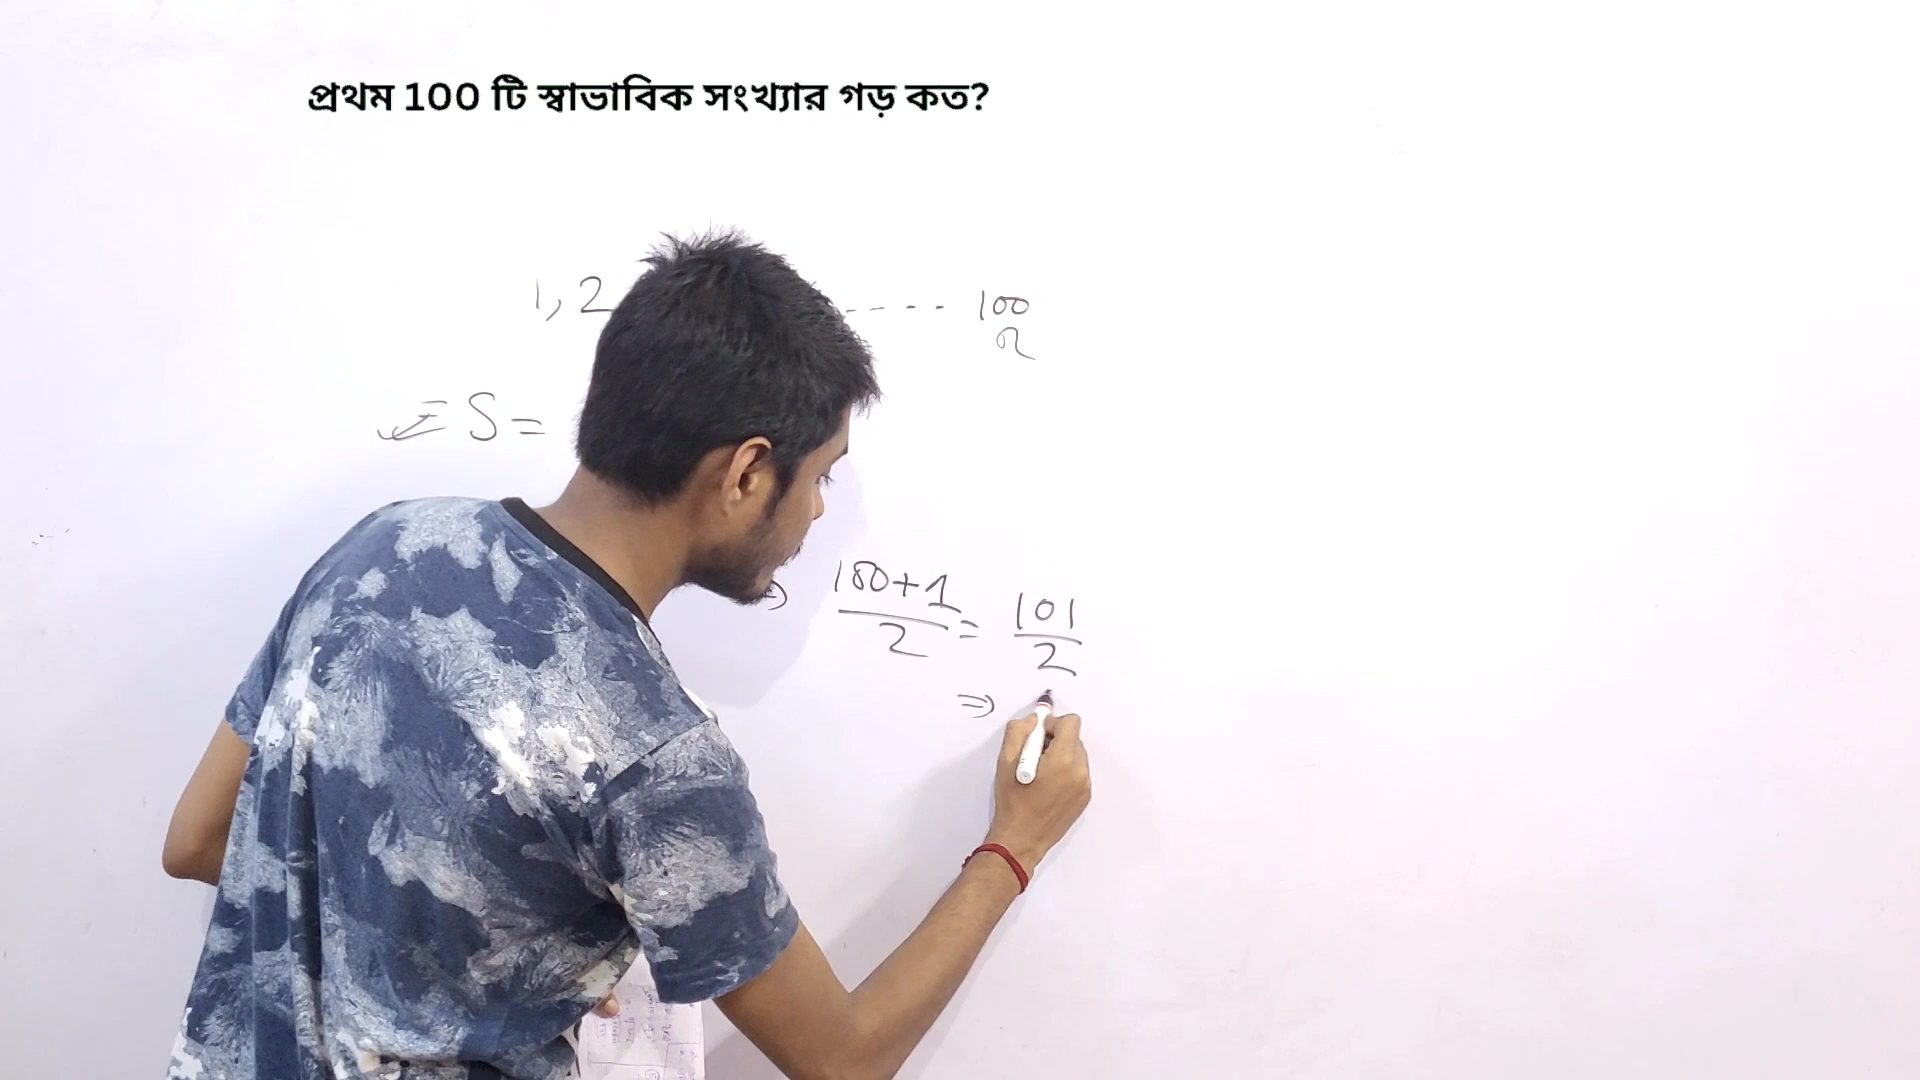 প্রথম 100 টি স্বাভাবিক সংখ্যার গড় কত?
1, 2 ---- 100
n
S =
⇒ 100+1/2 = 101/2
⇒